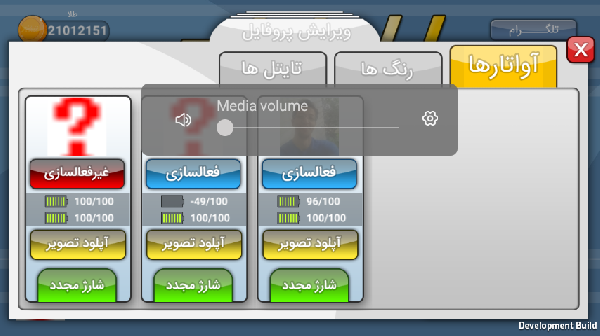 طلا
21012151
ویرایش پروفایل
تلگــــرام
آواتارها
رنگ ها
تایتل ها
Media volume
غیرفعالسازی
فعالسازی
فعالسازی
100/100
-49/100
96/100
100/100
100/100
100/100
آپلود تصویر
آپلود تصویر
آپلود تصویر
شارژ مجدد
شارژ مجدد
شارژ مجدد
Development Build